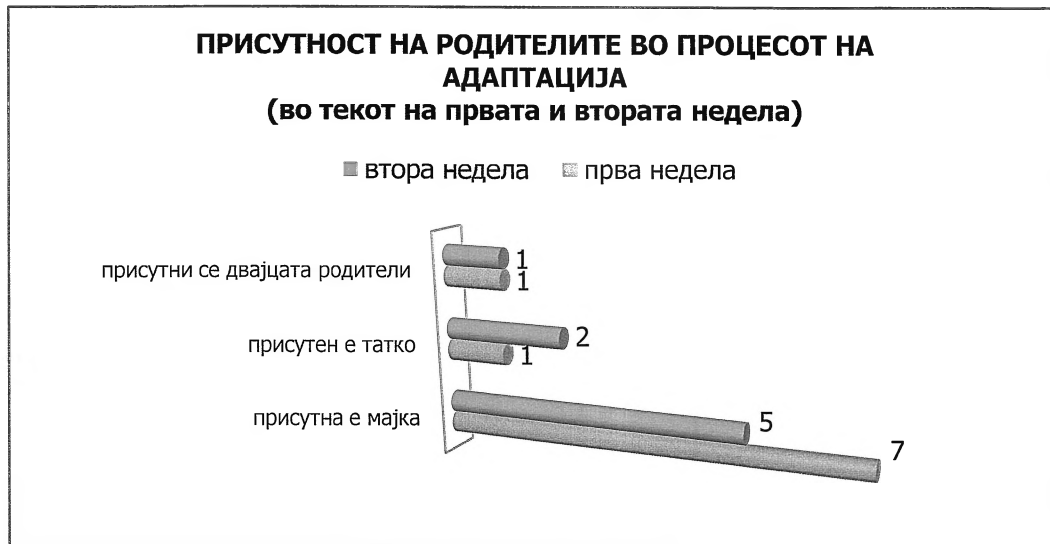 ПРИСУТНОСТ НА РОДИТЕЛИТЕ ВО ПРОЦЕСОТ НА
АДАПТАЦИЈА
(во текот на првата и втората недела)
втора недела прва недела
присутни се двајцата родители 1
1
присутен е татко 2
1
присутна е мајка 5
7